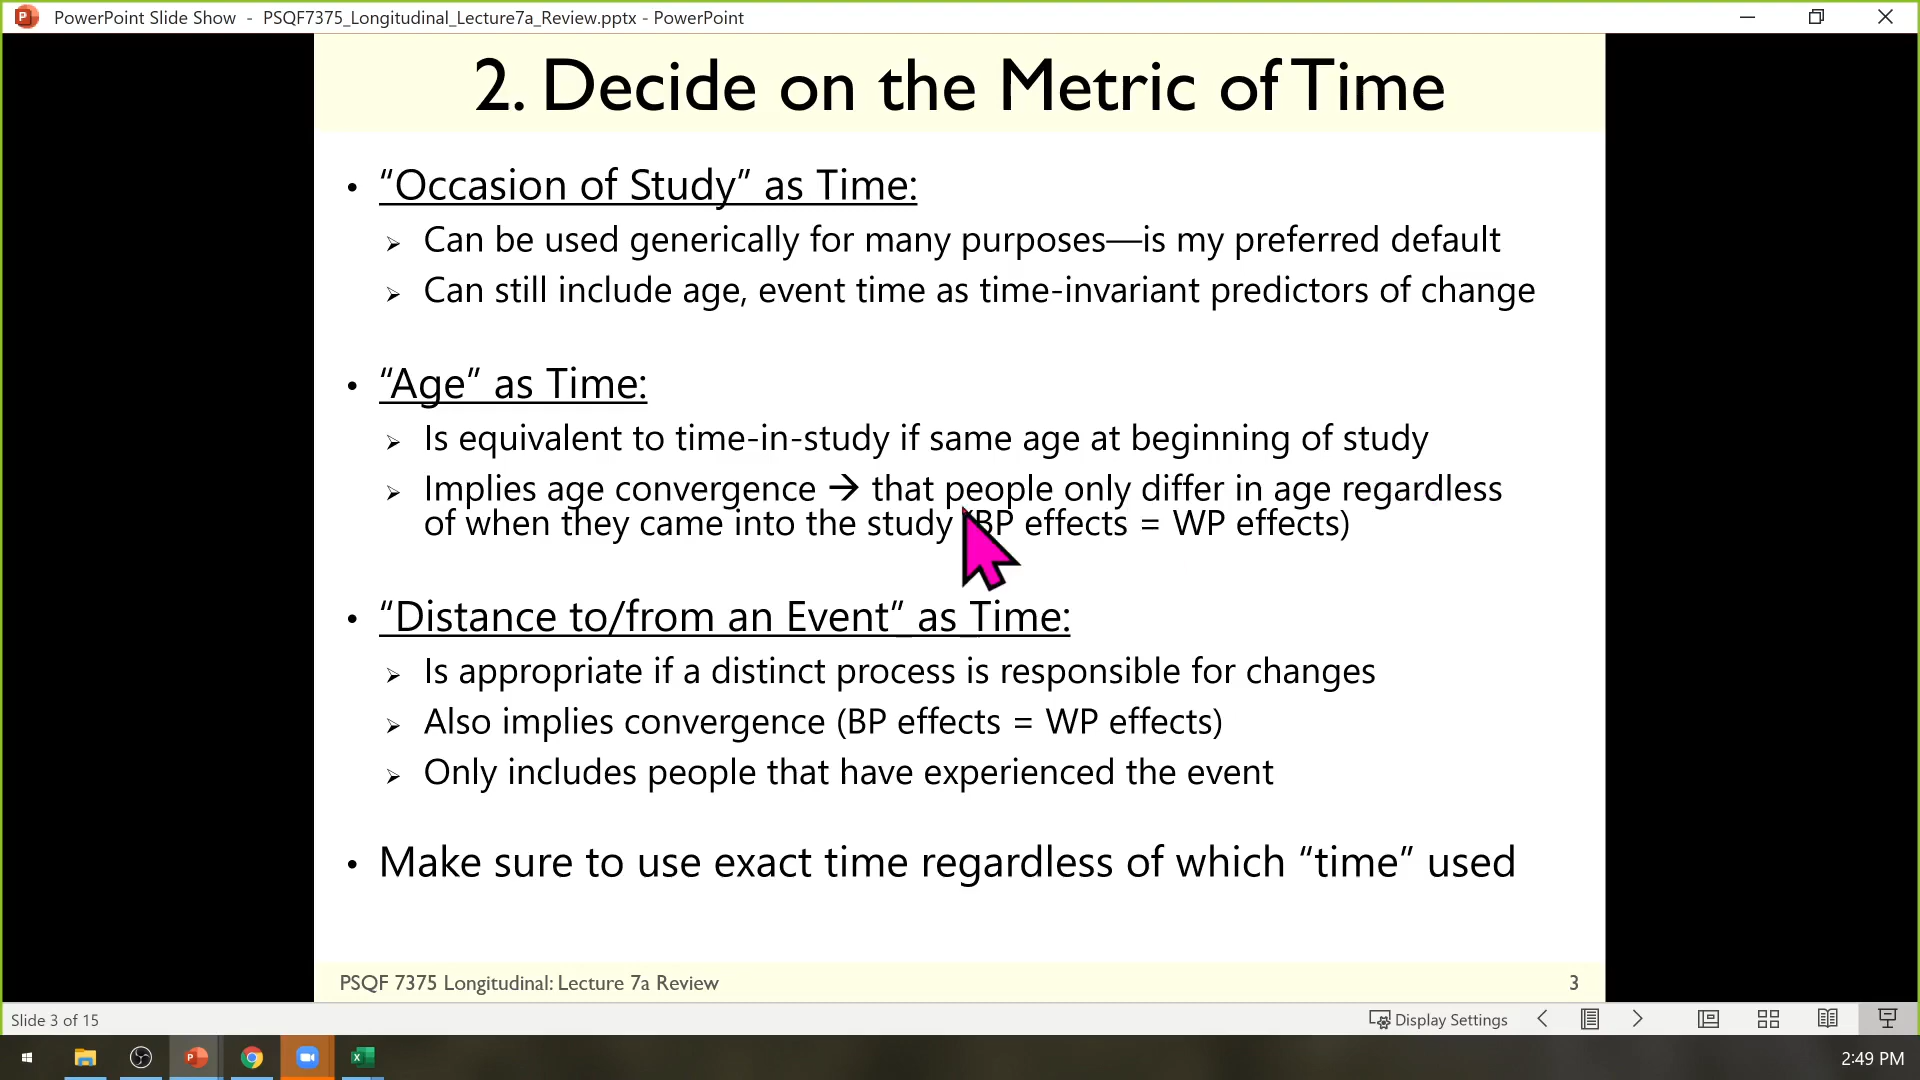 PowerPoint Slide Show - PSQF7375_Longitudinal_Lecture7a_Review.pptx - PowerPoint
2. Decide on the Metric of Time
• “Occasion of Study” as Time:
➢ Can be used generically for many purposes—is my preferred default
➢ Can still include age, event time as time-invariant predictors of change
• “Age” as Time:
➢ Is equivalent to time-in-study if same age at beginning of study
➢ Implies age convergence → that people only differ in age regardless
of when they came into the study (BP effects = WP effects)
• “Distance to/from an Event” as Time:
➢ Is appropriate if a distinct process is responsible for changes
➢ Also implies convergence (BP effects = WP effects)
➢ Only includes people that have experienced the event
• Make sure to use exact time regardless of which “time” used
PSQF 7375 Longitudinal: Lecture 7a Review
3
Slide 3 of 15
Display Settings
2:49 PM